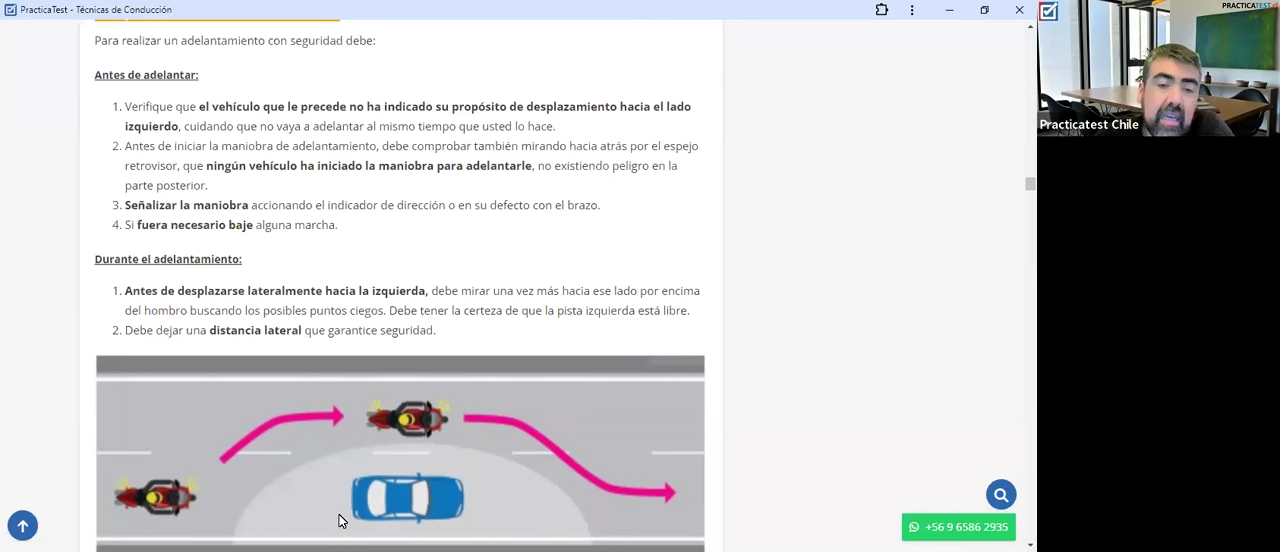 PracticaTest - Técnicas de Conducción
Para realizar un adelantamiento con seguridad debe:
Antes de adelantar:
1. Verifique que el vehículo que le precede no ha indicado su propósito de desplazamiento hacia el lado
izquierdo, cuidando que no vaya a adelantar al mismo tiempo que usted lo hace.
2. Antes de iniciar la maniobra de adelantamiento, debe comprobar también mirando hacia atrás por el espejo
retrovisor, que ningún vehículo ha iniciado la maniobra para adelantarle, no existiendo peligro en la
parte posterior.
3. Señalizar la maniobra accionando el indicador de dirección o en su defecto con el brazo.
4. Si fuera necesario baje alguna marcha.
Durante el adelantamiento:
1. Antes de desplazarse lateralmente hacia la izquierda, debe mirar una vez más hacia ese lado por encima
del hombro buscando los posibles puntos ciegos. Debe tener la certeza de que la pista izquierda está libre.
2. Debe dejar una distancia lateral que garantice seguridad.
+56 9 6586 2935
PRACTICATEST.cl
Practicatest Chile